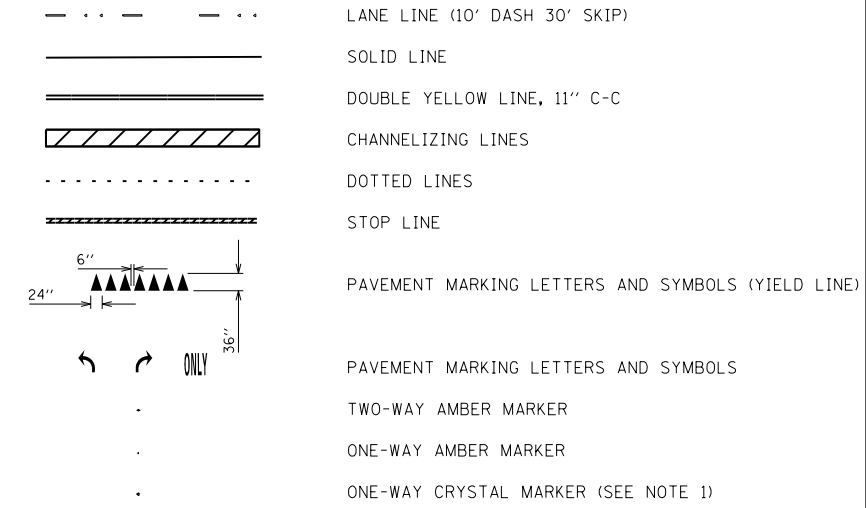 LANE LINE (10' DASH 30' SKIP)
SOLID LINE
DOUBLE YELLOW LINE, 11'' C-C
CHANNELIZING LINES
DOTTED LINES
STOP LINE
6''
24''
36''
PAVEMENT MARKING LETTERS AND SYMBOLS (YIELD LINE)
ONLY
PAVEMENT MARKING LETTERS AND SYMBOLS
TWO-WAY AMBER MARKER
ONE-WAY AMBER MARKER
ONE-WAY CRYSTAL MARKER (SEE NOTE 1)